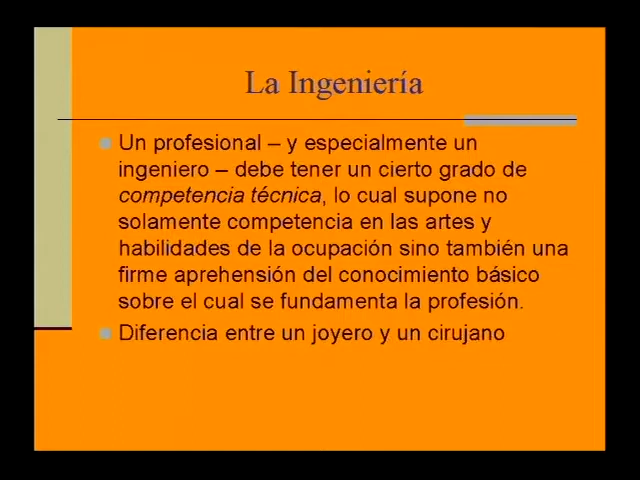 La Ingeniería
Un profesional – y especialmente un
ingeniero – debe tener un cierto grado de
competencia técnica, lo cual supone no
solamente competencia en las artes y
habilidades de la ocupación sino también una
firme aprehensión del conocimiento básico
sobre el cual se fundamenta la profesión.
Diferencia entre un joyero y un cirujano